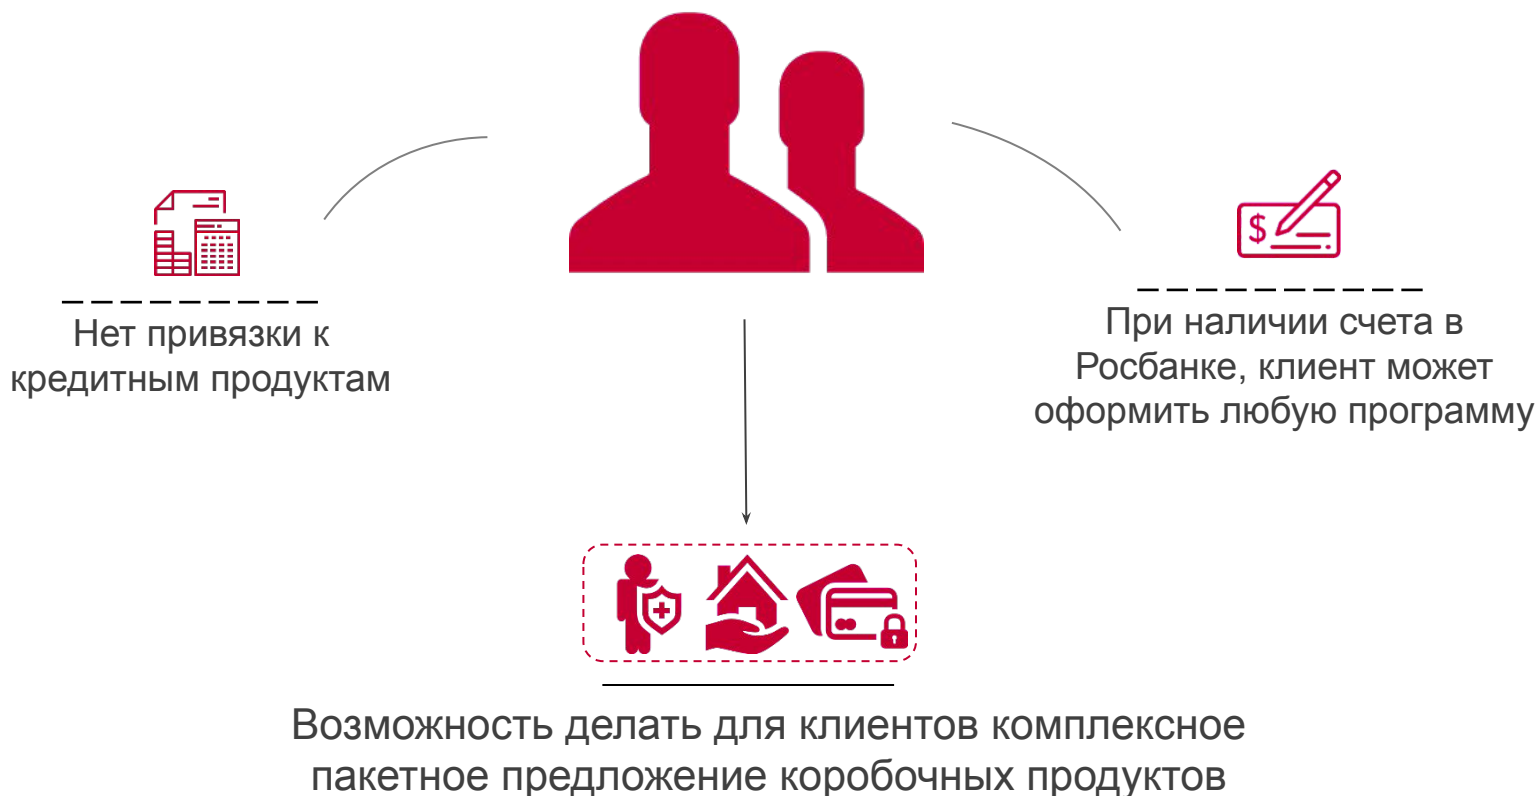 Нет привязки к
кредитным продуктам
$
При наличии счета в
Росбанке, клиент может
оформить любую программу
Возможность делать для клиентов комплексное
пакетное предложение коробочных продуктов